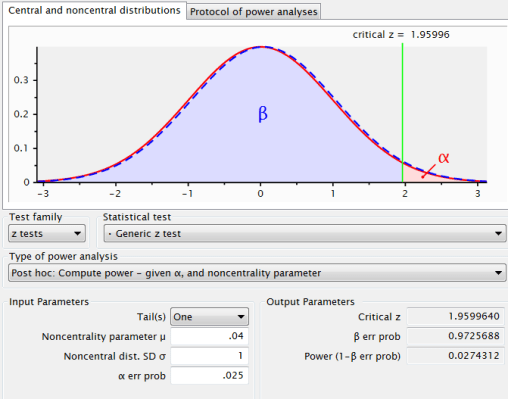 Central and noncentral distributions Protocol of power analyses
critical z = 1.95996
0.3
0.2
0.1
0
β
α
-3 -2 -1 0 1 2 3
Test family Statistical test
z tests Generic z test
Type of power analysis
Post hoc: Compute power – given α, and noncentrality parameter
Input Parameters Output Parameters
Tail(s) One Critical z 1.9599640
Noncentrality parameter μ .04 β err prob 0.9725688
Noncentral dist. SD σ 1 Power (1–β err prob) 0.0274312
α err prob .025